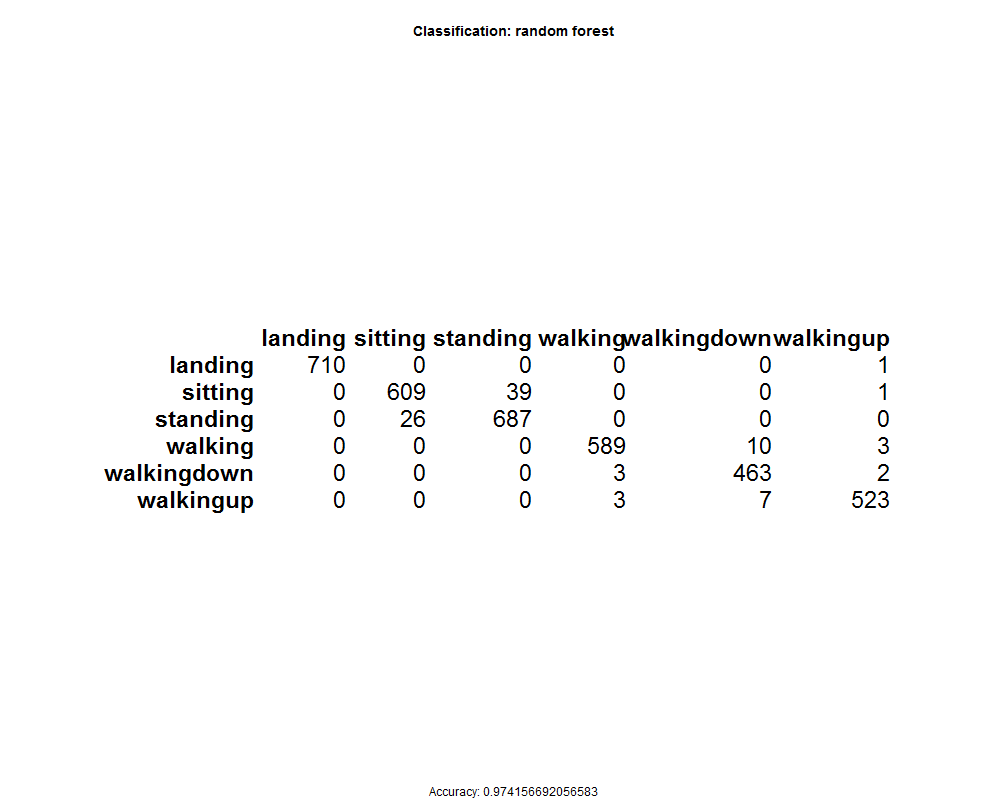 Classification: random forest
landing sitting standing walking walkingdown walkingup
landing 710 0 0 0 0 1
sitting 0 609 39 0 0 1
standing 0 26 687 0 0 0
walking 0 0 0 589 10 3
walkingdown 0 0 0 3 463 2
walkingup 0 0 0 3 7 523
Accuracy: 0.974156692056583